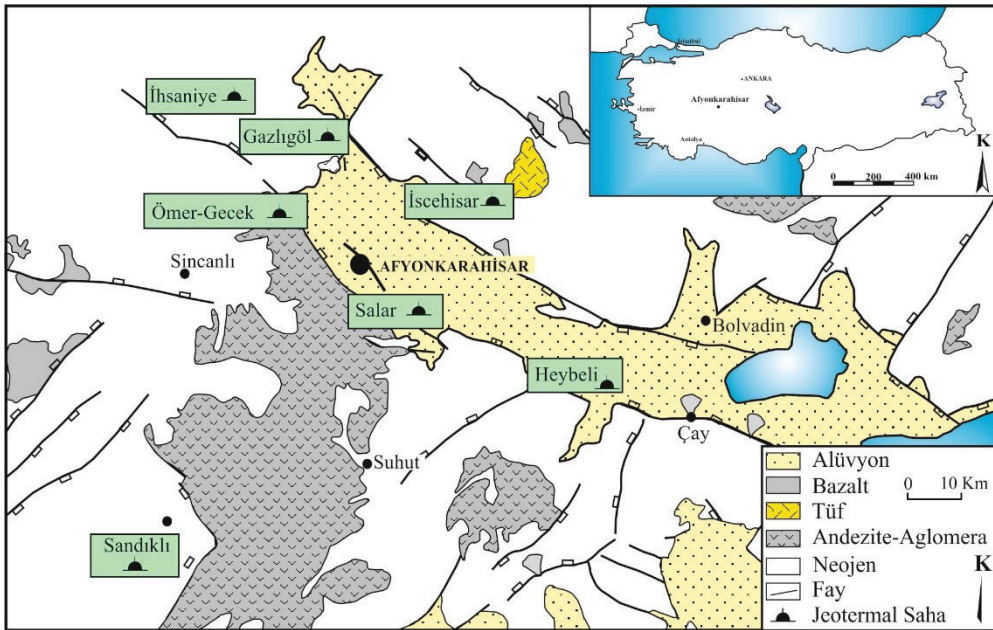 İstanbul
ANKARA
Afyonkarahisar
İzmir
Antalya
K
0 200 400 km
İhsaniye
Gazlıgöl
Ömer-Gecek
İscehisar
Sincanlı
AFYONKARAHİSAR
Salar
Bolvadin
Heybeli
Çay
Suhut
Sandıklı
Alüvyon
Bazalt
0 10 Km
Tüf
Andezite-Aglomera
Neojen
K
Fay
Jeotermal Saha